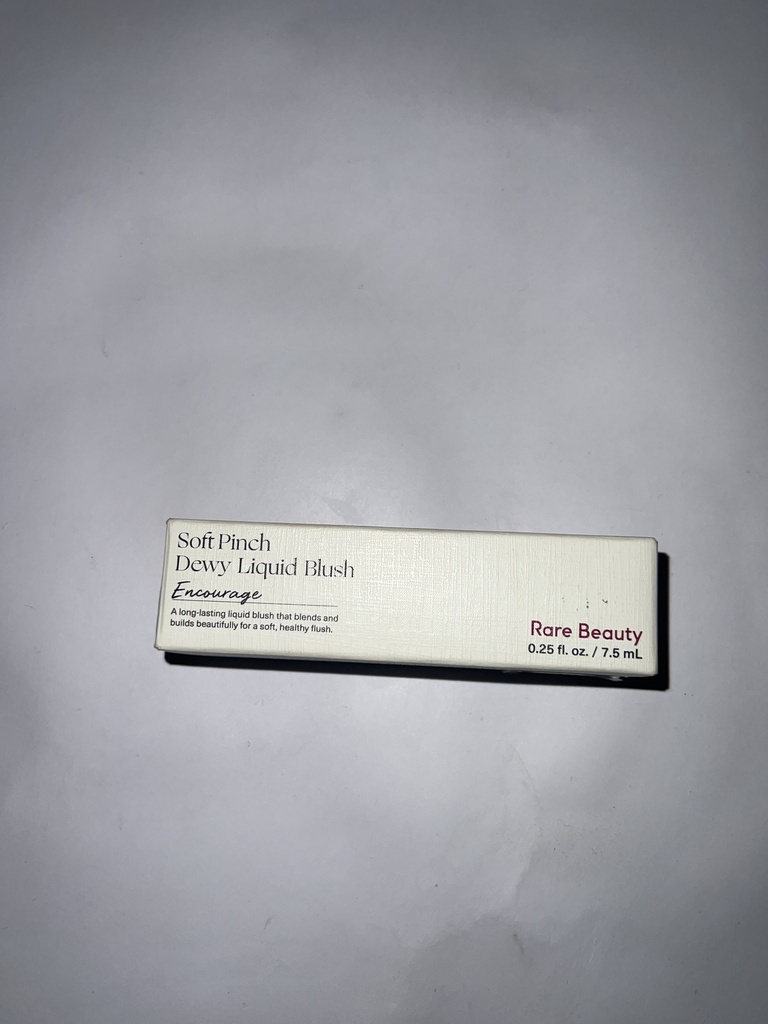 Soft Pinch
Dewy Liquid Blush
Encourage
A long-lasting liquid blush that blends and
builds beautifully for a soft, healthy flush.
Rare Beauty
0.25 fl. oz. / 7.5 mL